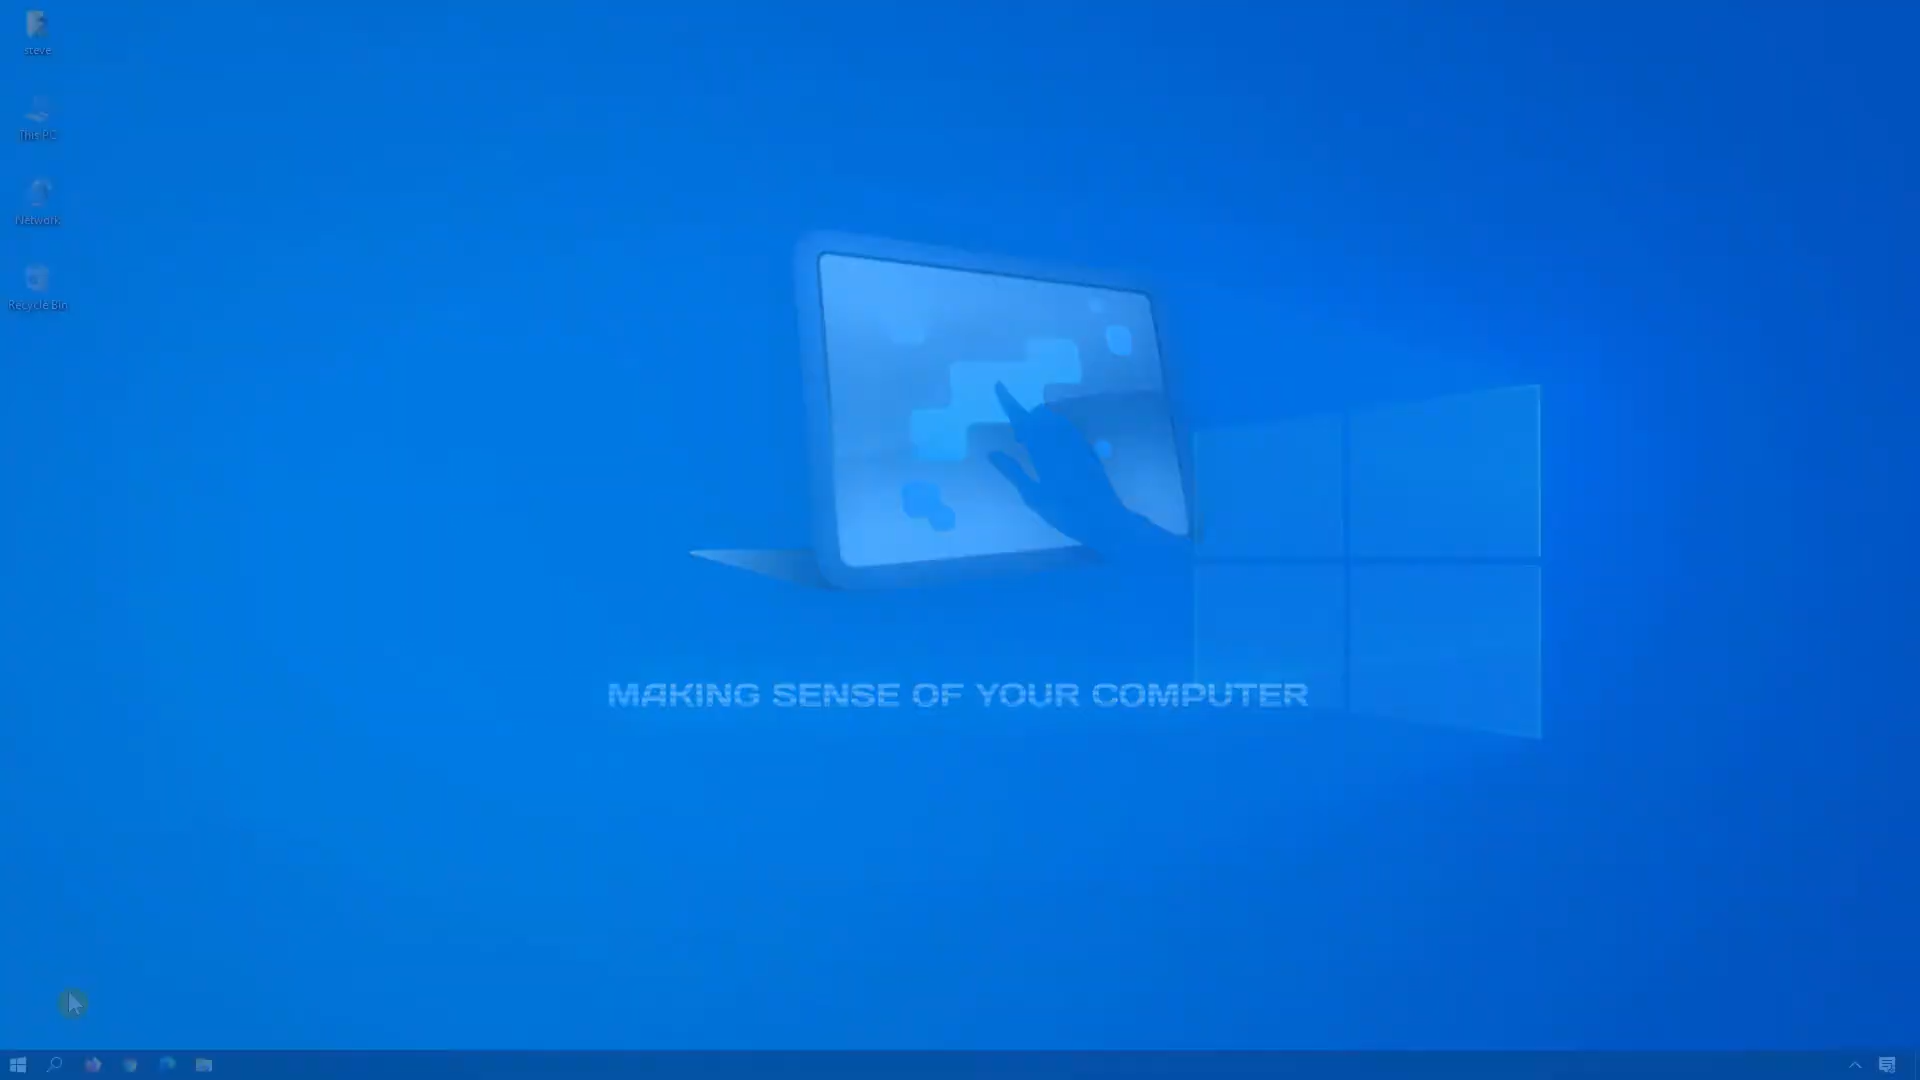 steve
This PC
Network
Recycle Bin
MAKING SENSE OF YOUR COMPUTER